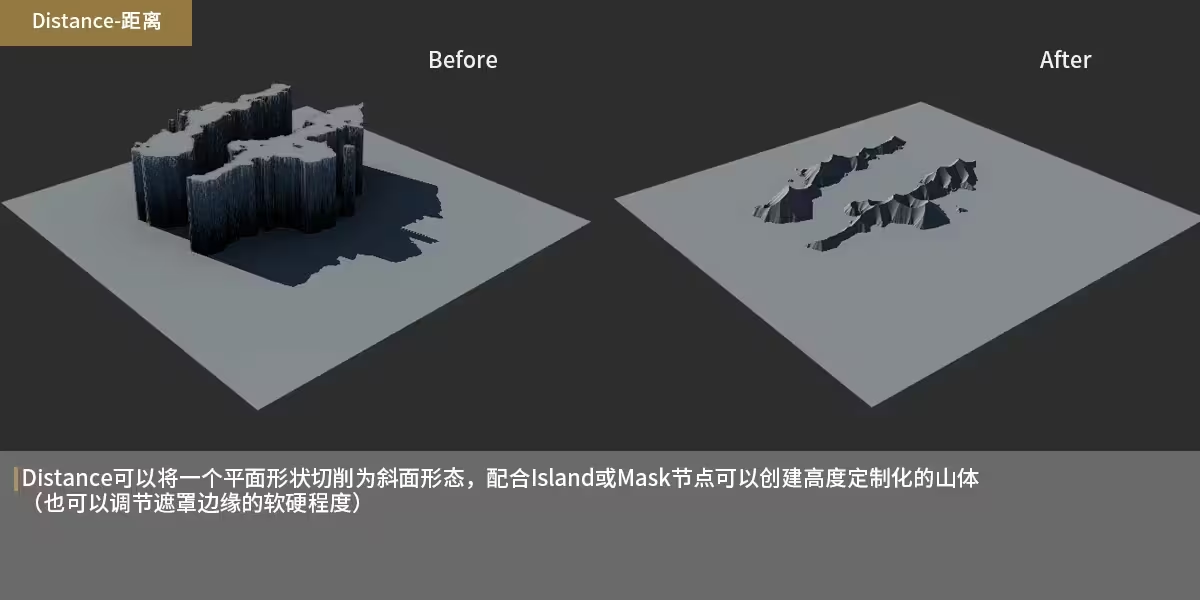 Distance-距离
Before
After
Distance可以将一个平面形状切削为斜面形态，配合Island或Mask节点可以创建高度定制化的山体
（也可以调节遮罩边缘的软硬程度）